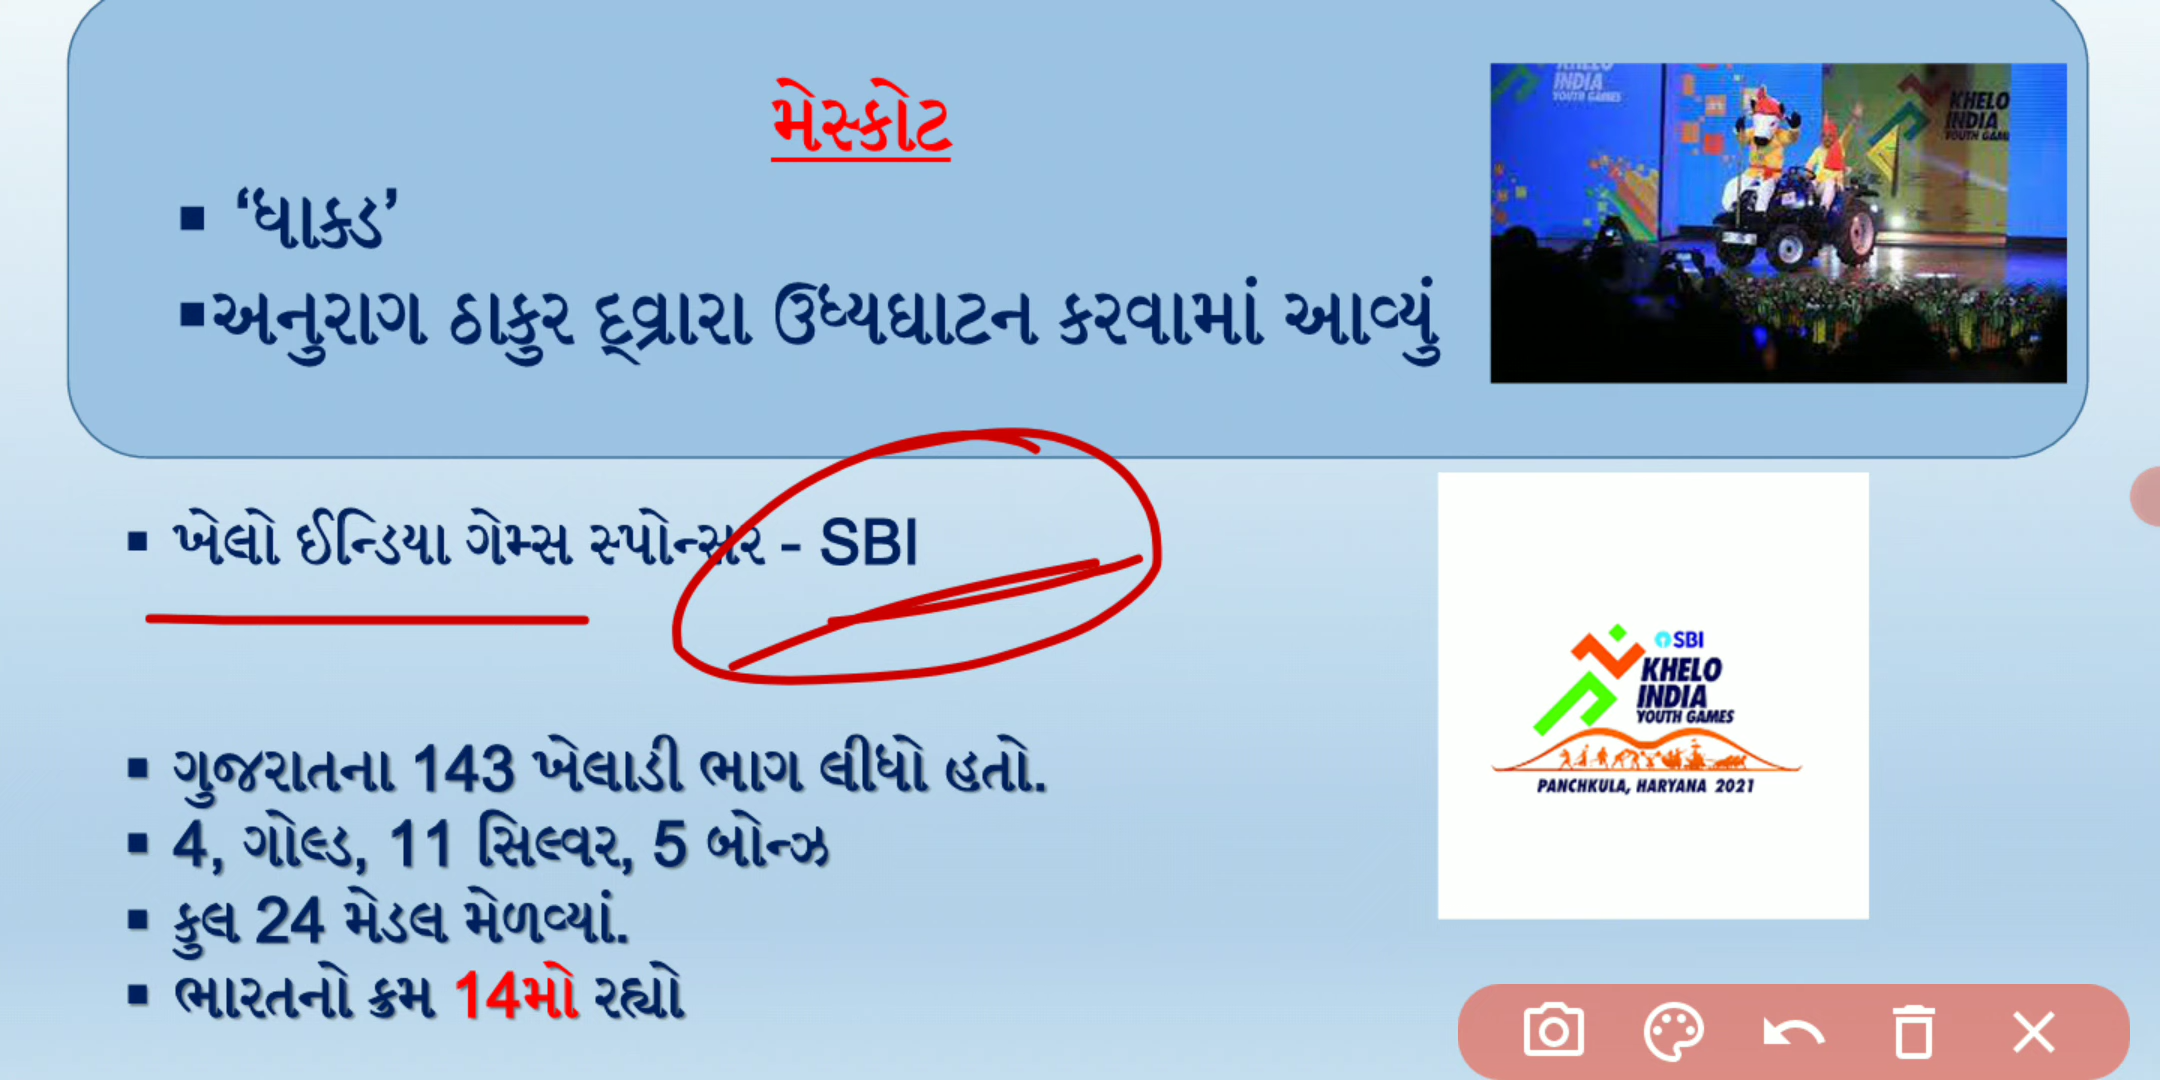 મેસ્કોટ
▪ ‘ધાકડ’
▪અનુરાગ ઠાકુર દ્વ્રારા ઉધ્યઘાટન કરવામાં આવ્યું
KHELO
INDIA
YOUTH GAMES
KHELO
INDIA
YOUTH GAM
▪ ખેલો ઈન્ડિયા ગેમ્સ સ્પોન્સર - SBI
SBI
KHELO
INDIA
YOUTH GAMES
PANCHKULA, HARYANA 2021
▪ ગુજરાતના 143 ખેલાડી ભાગ લીધો હતો.
▪ 4, ગોલ્ડ, 11 સિલ્વર, 5 બોન્ઝ
▪ કુલ 24 મેડલ મેળવ્યાં.
▪ ભારતનો ક્રમ 14મો રહ્યો